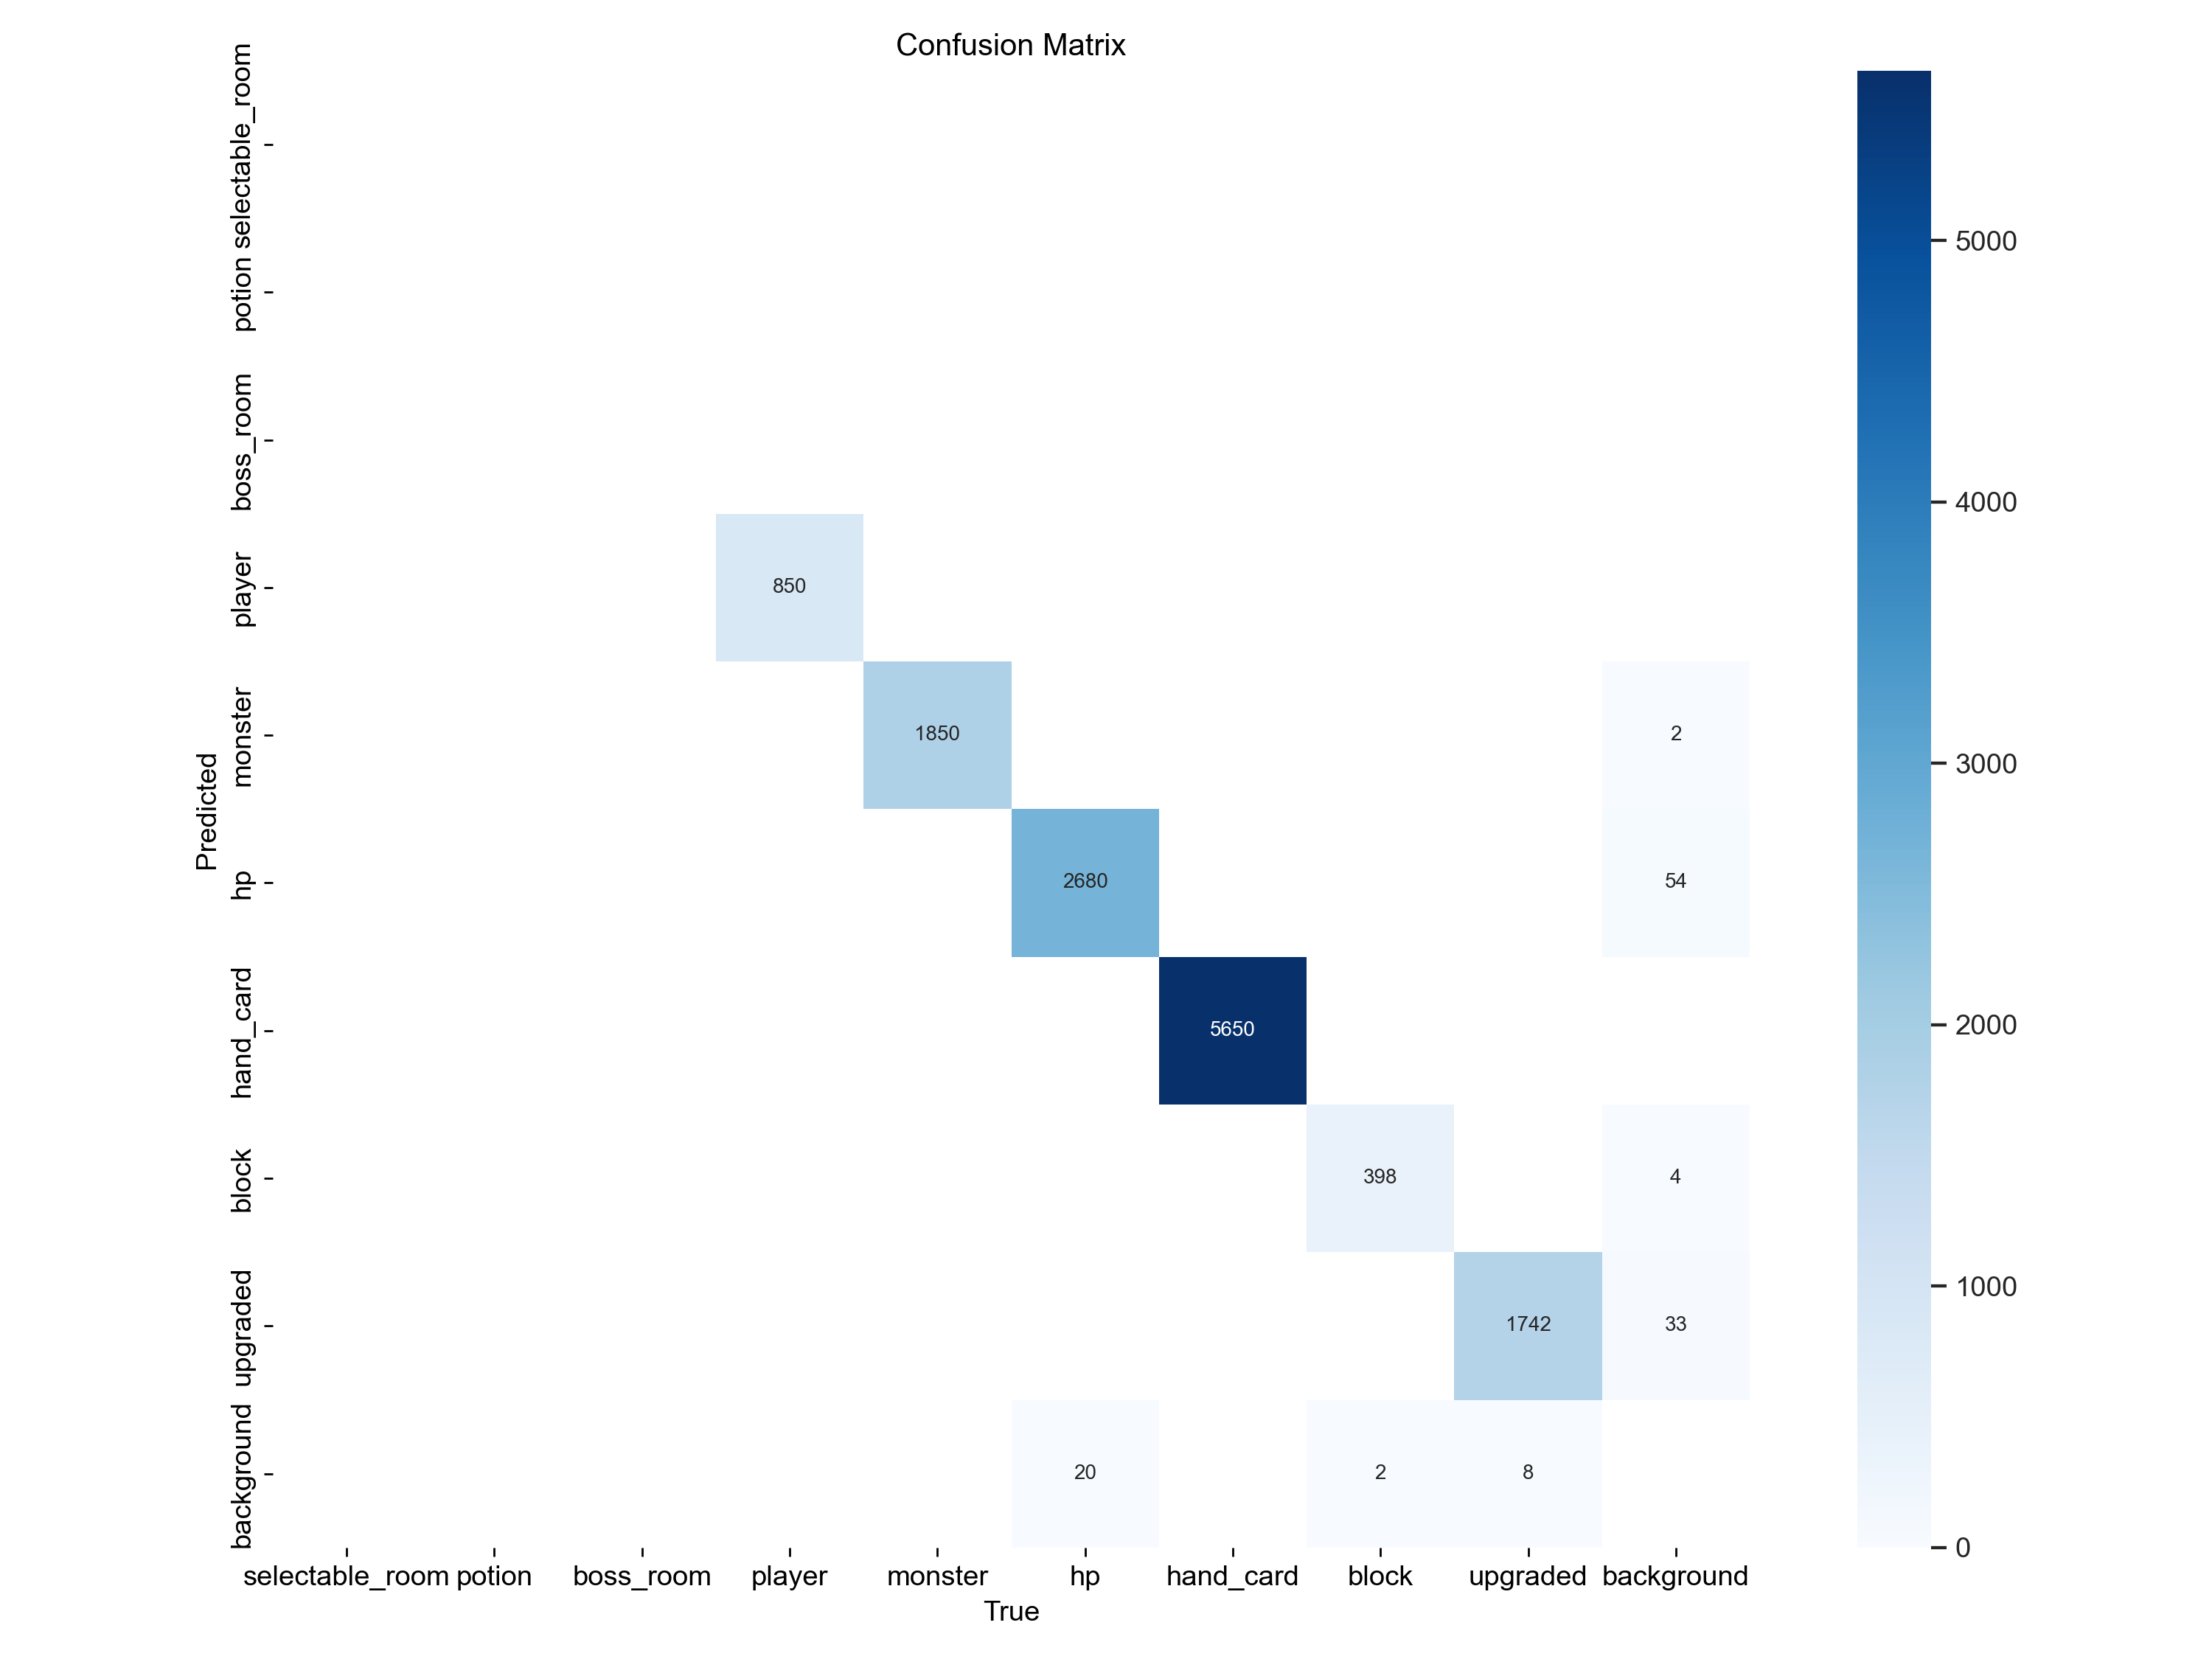 Confusion Matrix
selectable_room
potion
boss_room
player
monster
hp
hand_card
block
upgraded
background
Predicted
850
1850 2
2680 54
5650
398 4
1742 33
20 2 8
selectable_room potion boss_room player monster hp hand_card block upgraded background
True
5000
4000
3000
2000
1000
0